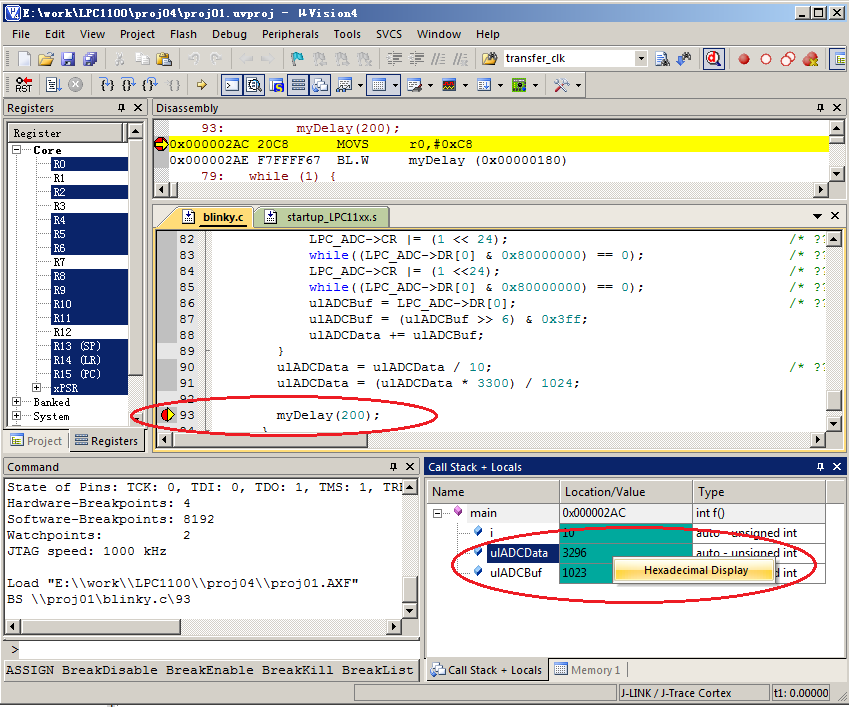 E:\work\LPC1100\proj04\proj01.uvproj - µVision4
File Edit View Project Flash Debug Peripherals Tools SVCS Window Help
transfer_clk
RST
Registers
Register
Core
R0
R1
R2
R3
R4
R5
R6
R7
R8
R9
R10
R11
R12
R13 (SP)
R14 (LR)
R15 (PC)
xPSR
Banked
System
Project Registers
Disassembly
93: myDelay(200);
0x000002AC 20C8 MOVS r0,#0xC8
0x000002AE F7FFFF67 BL.W myDelay (0x00000180)
79: while (1) {
blinky.c startup_LPC11xx.s
82 LPC_ADC->CR |= (1 << 24); /* ??
83 while((LPC_ADC->DR[0] & 0x80000000) == 0); /* ??
84 LPC_ADC->CR |= (1 <<24); /* ??
85 while((LPC_ADC->DR[0] & 0x80000000) == 0); /* ??
86 ulADCBuf = LPC_ADC->DR[0]; /* ??
87 ulADCBuf = (ulADCBuf >> 6) & 0x3ff;
88 ulADCData += ulADCBuf;
89 }
90 ulADCData = ulADCData / 10; /* ??
91 ulADCData = (ulADCData * 3300) / 1024;
92
93 myDelay(200);
94 }
Command
State of Pins: TCK: 0, TDI: 0, TDO: 1, TMS: 1, TRE
Hardware-Breakpoints: 4
Software-Breakpoints: 8192
Watchpoints: 2
JTAG speed: 1000 kHz
Load "E:\\work\\LPC1100\\proj04\\proj01.AXF"
BS \\proj01\blinky.c\93
>
ASSIGN BreakDisable BreakEnable BreakKill BreakList
Call Stack + Locals
Name Location/Value Type
main 0x000002AC int f()
i 10 auto - unsigned int
ulADCData 3296 auto - unsigned int
ulADCBuf 1023 int
Hexadecimal Display
Call Stack + Locals Memory 1
J-LINK / J-Trace Cortex t1: 0.00000